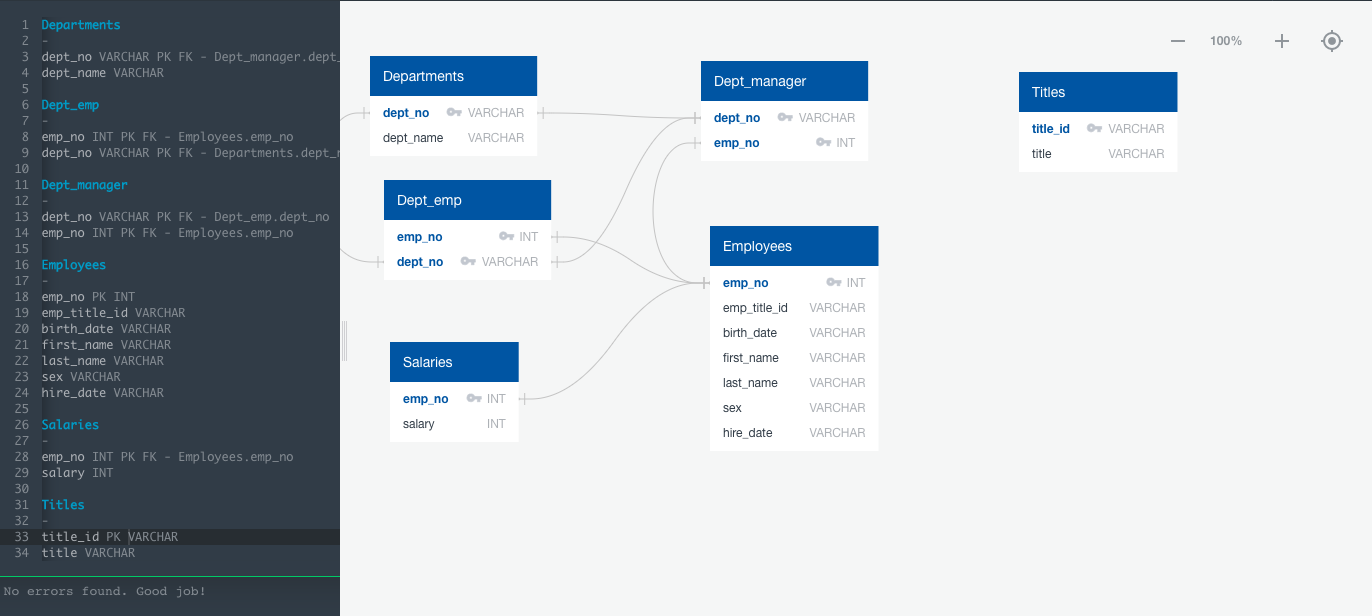 1 Departments
2 -
3 dept_no VARCHAR PK FK - Dept_manager.dept_
4 dept_name VARCHAR
5
6 Dept_emp
7 -
8 emp_no INT PK FK - Employees.emp_no
9 dept_no VARCHAR PK FK - Departments.dept_n
10
11 Dept_manager
12 -
13 dept_no VARCHAR PK FK - Dept_emp.dept_no
14 emp_no INT PK FK - Employees.emp_no
15
16 Employees
17 -
18 emp_no PK INT
19 emp_title_id VARCHAR
20 birth_date VARCHAR
21 first_name VARCHAR
22 last_name VARCHAR
23 sex VARCHAR
24 hire_date VARCHAR
25
26 Salaries
27 -
28 emp_no INT PK FK - Employees.emp_no
29 salary INT
30
31 Titles
32 -
33 title_id PK VARCHAR
34 title VARCHAR
No errors found. Good job!
100%
Departments
dept_no VARCHAR
dept_name VARCHAR
Dept_emp
emp_no INT
dept_no VARCHAR
Salaries
emp_no INT
salary INT
Dept_manager
dept_no VARCHAR
emp_no INT
Employees
emp_no INT
emp_title_id VARCHAR
birth_date VARCHAR
first_name VARCHAR
last_name VARCHAR
sex VARCHAR
hire_date VARCHAR
Titles
title_id VARCHAR
title VARCHAR